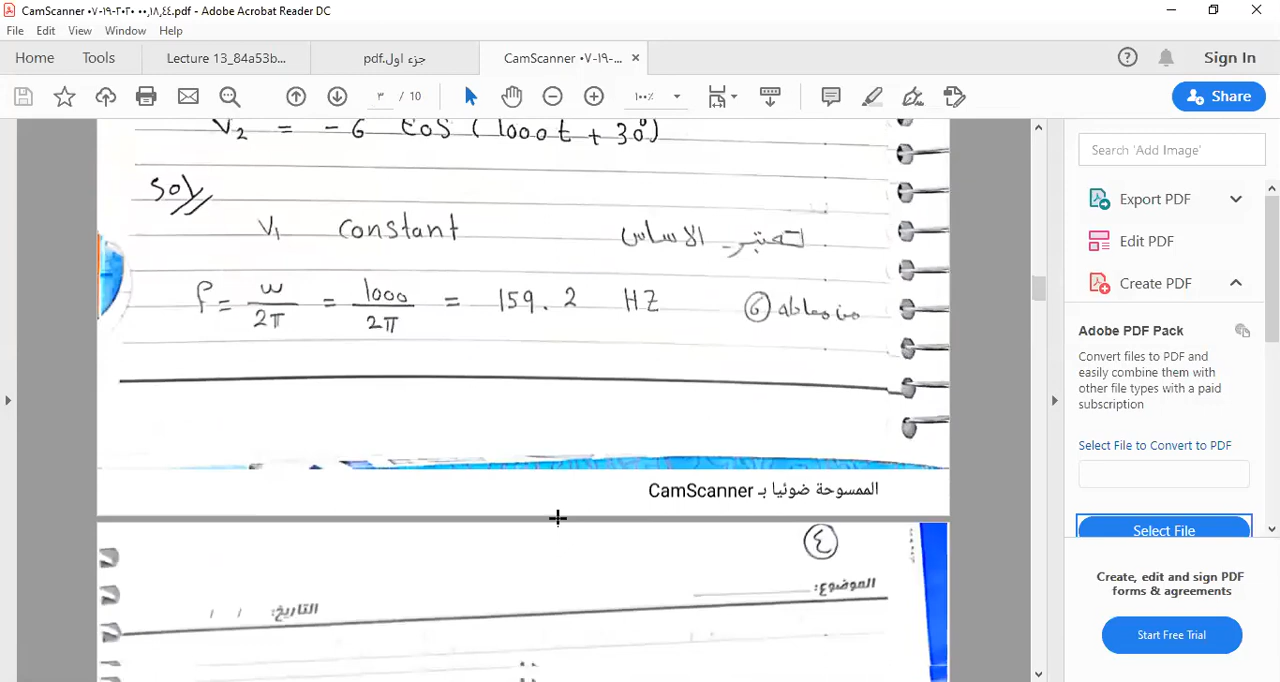 CamScanner ٠٧-١٩-٢٠٢٠ ٠٠,١٨,٤٤.pdf - Adobe Acrobat Reader DC
File Edit View Window Help
Home Tools Lecture 13_84a53b... جزء اول.pdf CamScanner ٠٧-١٩-... × Sign In
٣ / 10 ١٠٠٪ Share
V2 = - 6 cos ( 1000t + 30°)
Sol
V1 constant تعتبر الاساس
f = w/2π = 1000/2π = 159.2 HZ من معادلة ⑥
الممسوحة ضوئيا بـ CamScanner
٤
الموضوع:
التاريخ: / /
Search 'Add Image'
Export PDF
Edit PDF
Create PDF
Adobe PDF Pack
Convert files to PDF and
easily combine them with
other file types with a paid
subscription
Select File to Convert to PDF
Select File
Create, edit and sign PDF
forms & agreements
Start Free Trial